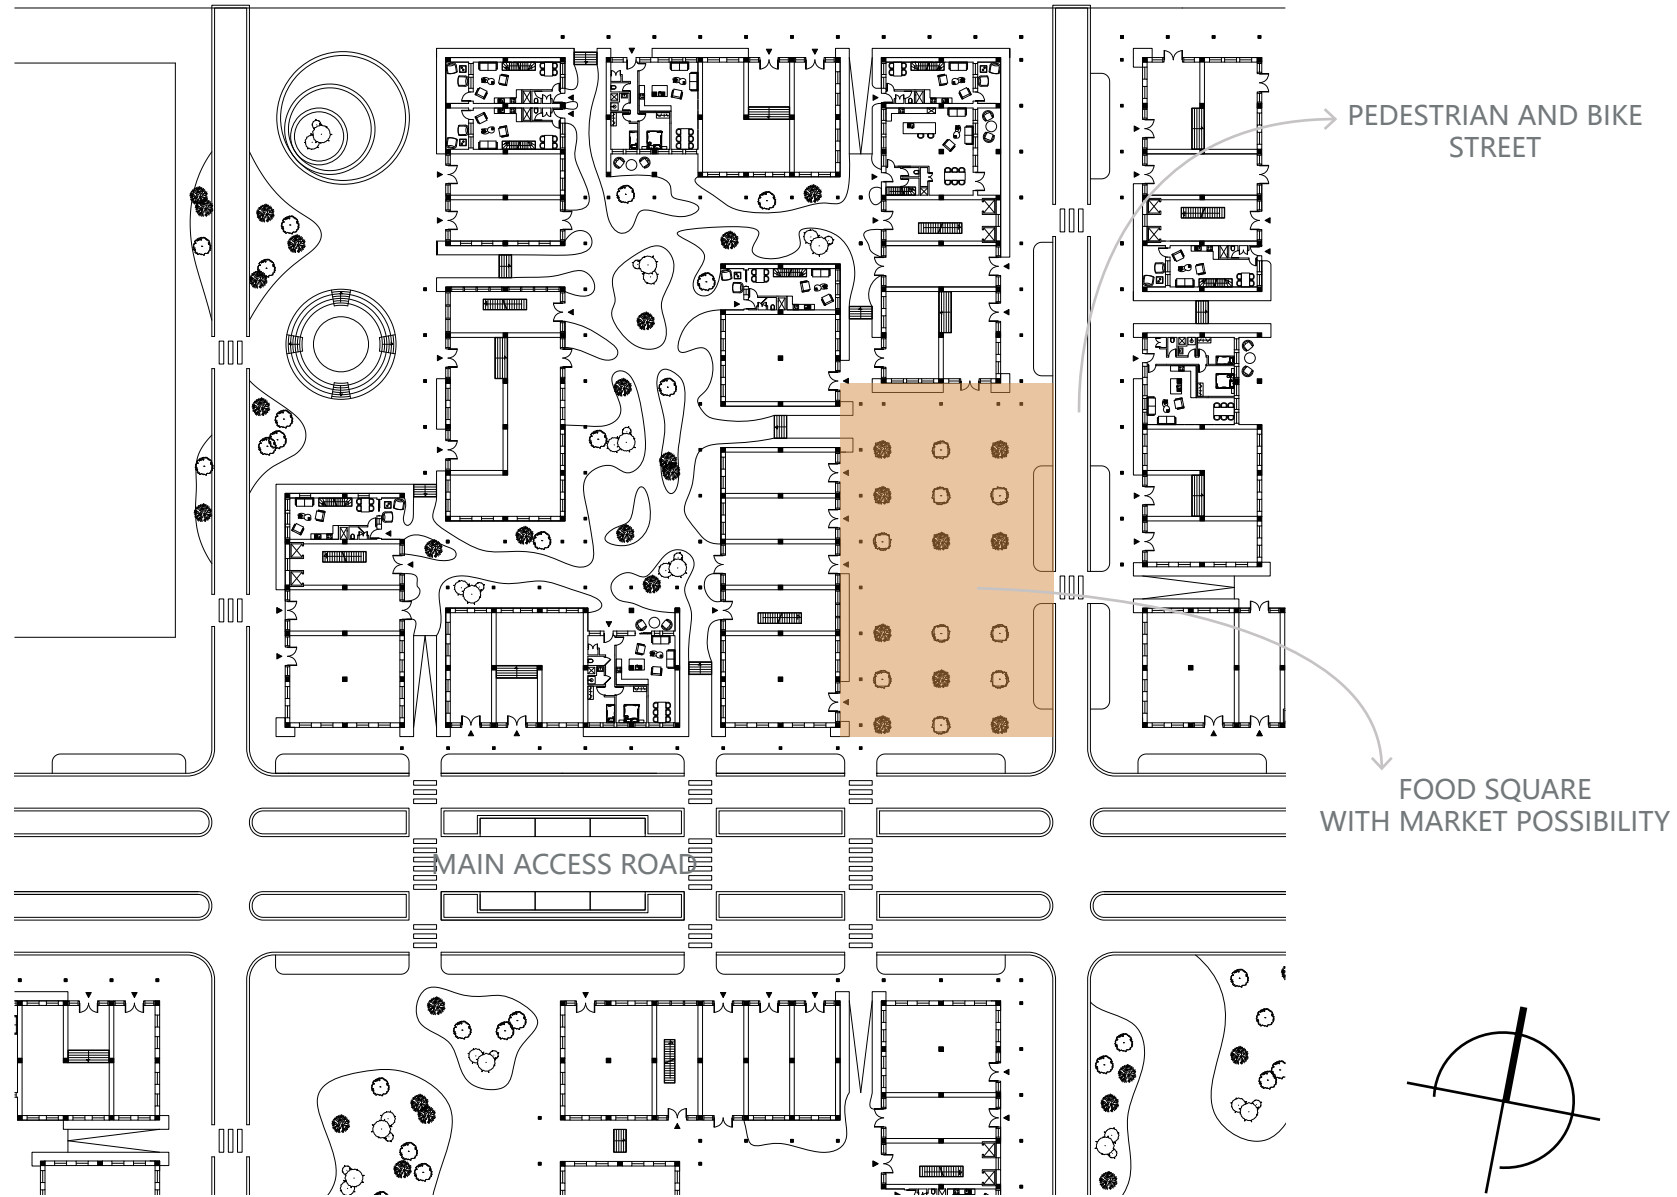 PEDESTRIAN AND BIKE
STREET
FOOD SQUARE
WITH MARKET POSSIBILITY
MAIN ACCESS ROAD